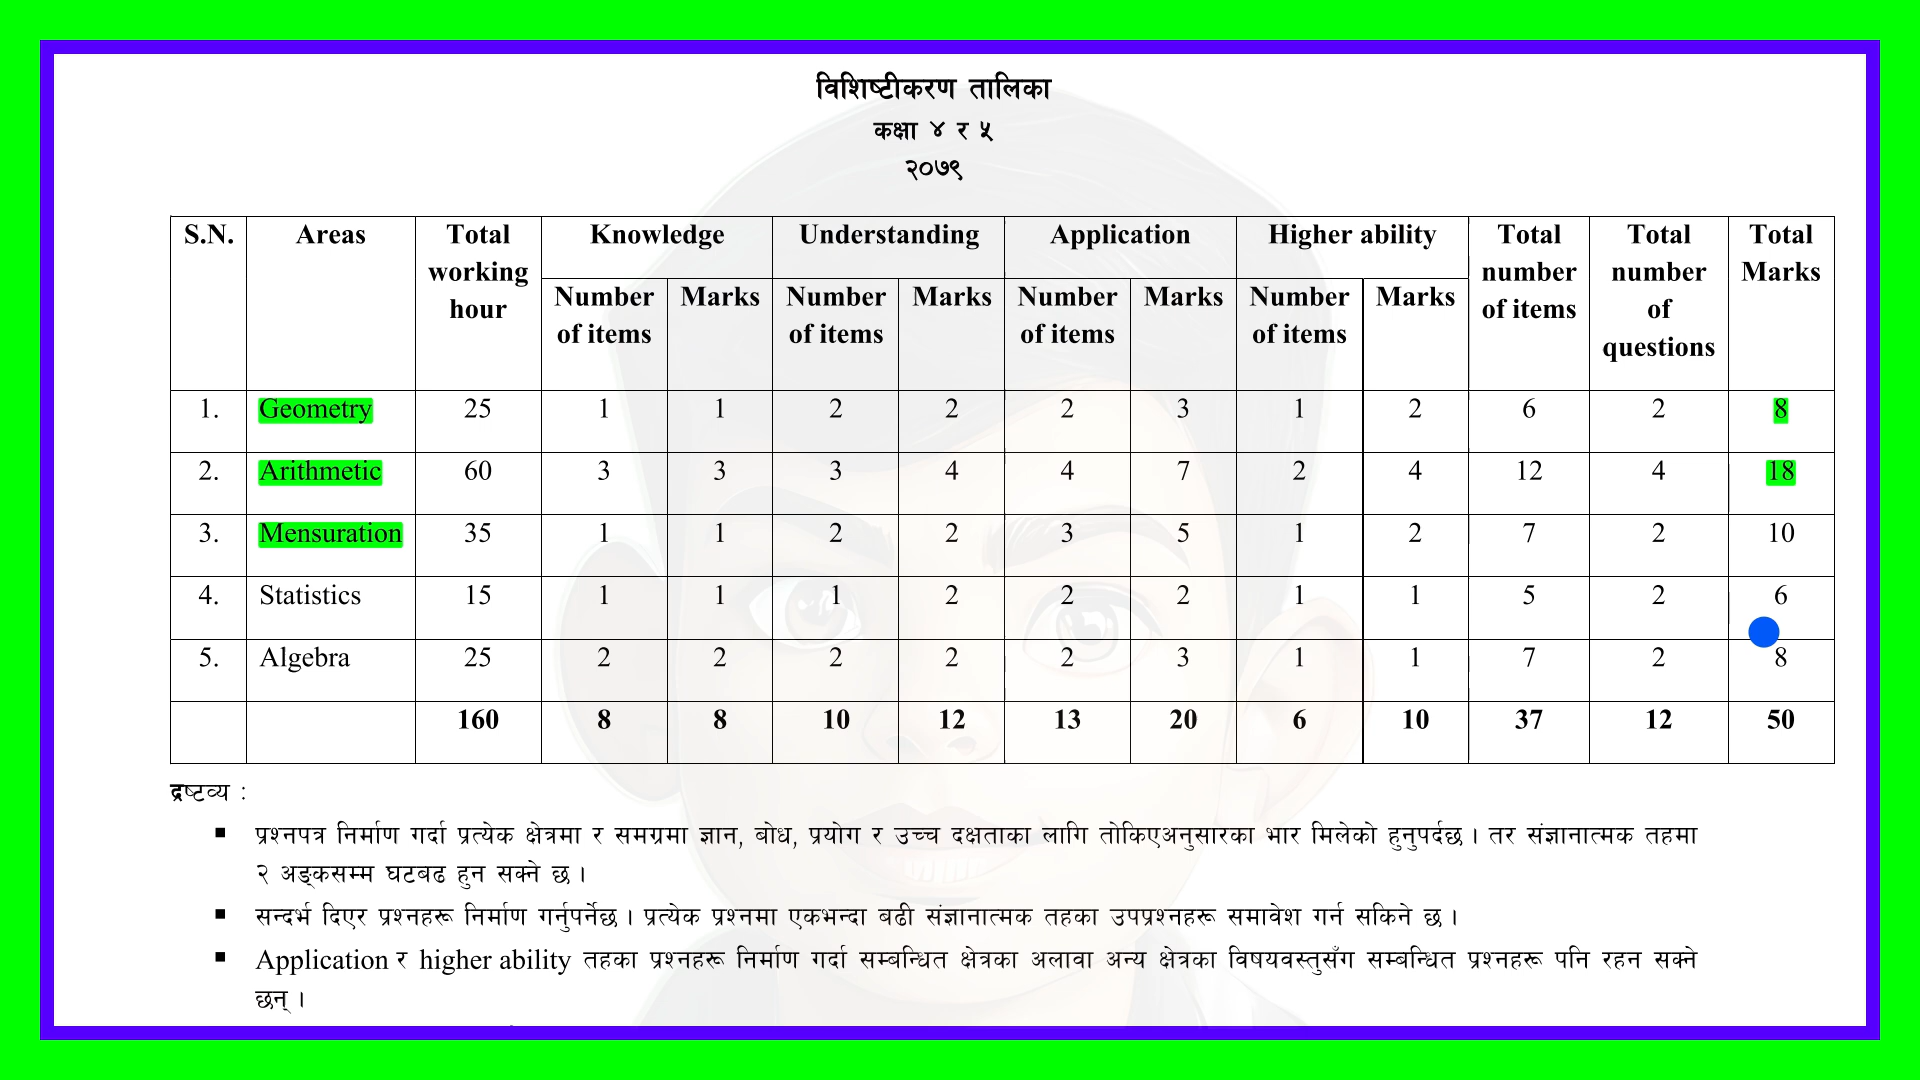 विशिष्टीकरण तालिका
कक्षा ४ र ५
२०७९
S.N. Areas Total working hour Knowledge Understanding Application Higher ability Total number of items Total number of questions Total Marks
Number of items Marks Number of items Marks Number of items Marks Number of items Marks
1. Geometry 25 1 1 2 2 2 3 1 2 6 2 8
2. Arithmetic 60 3 3 3 4 4 7 2 4 12 4 18
3. Mensuration 35 1 1 2 2 3 5 1 2 7 2 10
4. Statistics 15 1 1 1 2 2 2 1 1 5 2 6
5. Algebra 25 2 2 2 2 2 3 1 1 7 2 8
160 8 8 10 12 13 20 6 10 37 12 50
द्रष्टव्य :
▪ प्रश्नपत्र निर्माण गर्दा प्रत्येक क्षेत्रमा र समग्रमा ज्ञान, बोध, प्रयोग र उच्च दक्षताका लागि तोकिएअनुसारका भार मिलेको हुनुपर्दछ । तर संज्ञानात्मक तहमा
२ अङ्कसम्म घटबढ हुन सक्ने छ ।
▪ सन्दर्भ दिएर प्रश्नहरू निर्माण गर्नुपर्नेछ । प्रत्येक प्रश्नमा एकभन्दा बढी संज्ञानात्मक तहका उपप्रश्नहरू समावेश गर्न सकिने छ ।
▪ Application र higher ability तहका प्रश्नहरू निर्माण गर्दा सम्बन्धित क्षेत्रका अलावा अन्य क्षेत्रका विषयवस्तुसँग सम्बन्धित प्रश्नहरू पनि रहन सक्ने
छन् ।